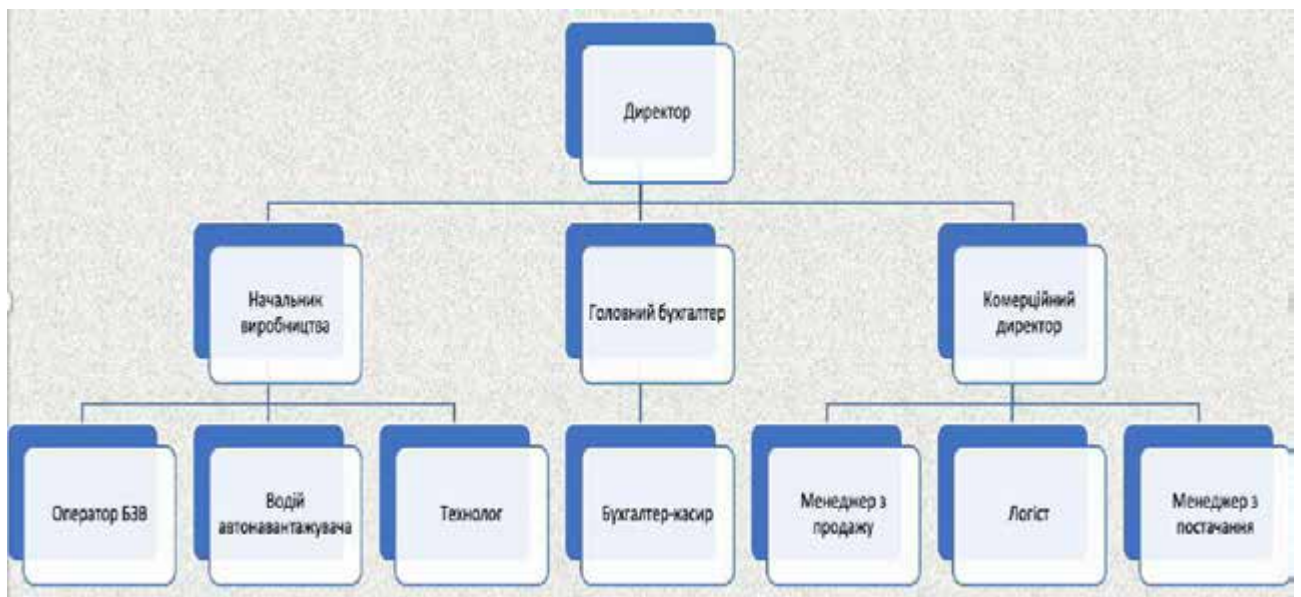 Директор
Начальник
виробництва
Головний бухгалтер
Комерційний
директор
Оператор БЗВ
Водій
автонавантажувача
Технолог
Бухгалтер-касир
Менеджер з
продажу
Логіст
Менеджер з
постачання